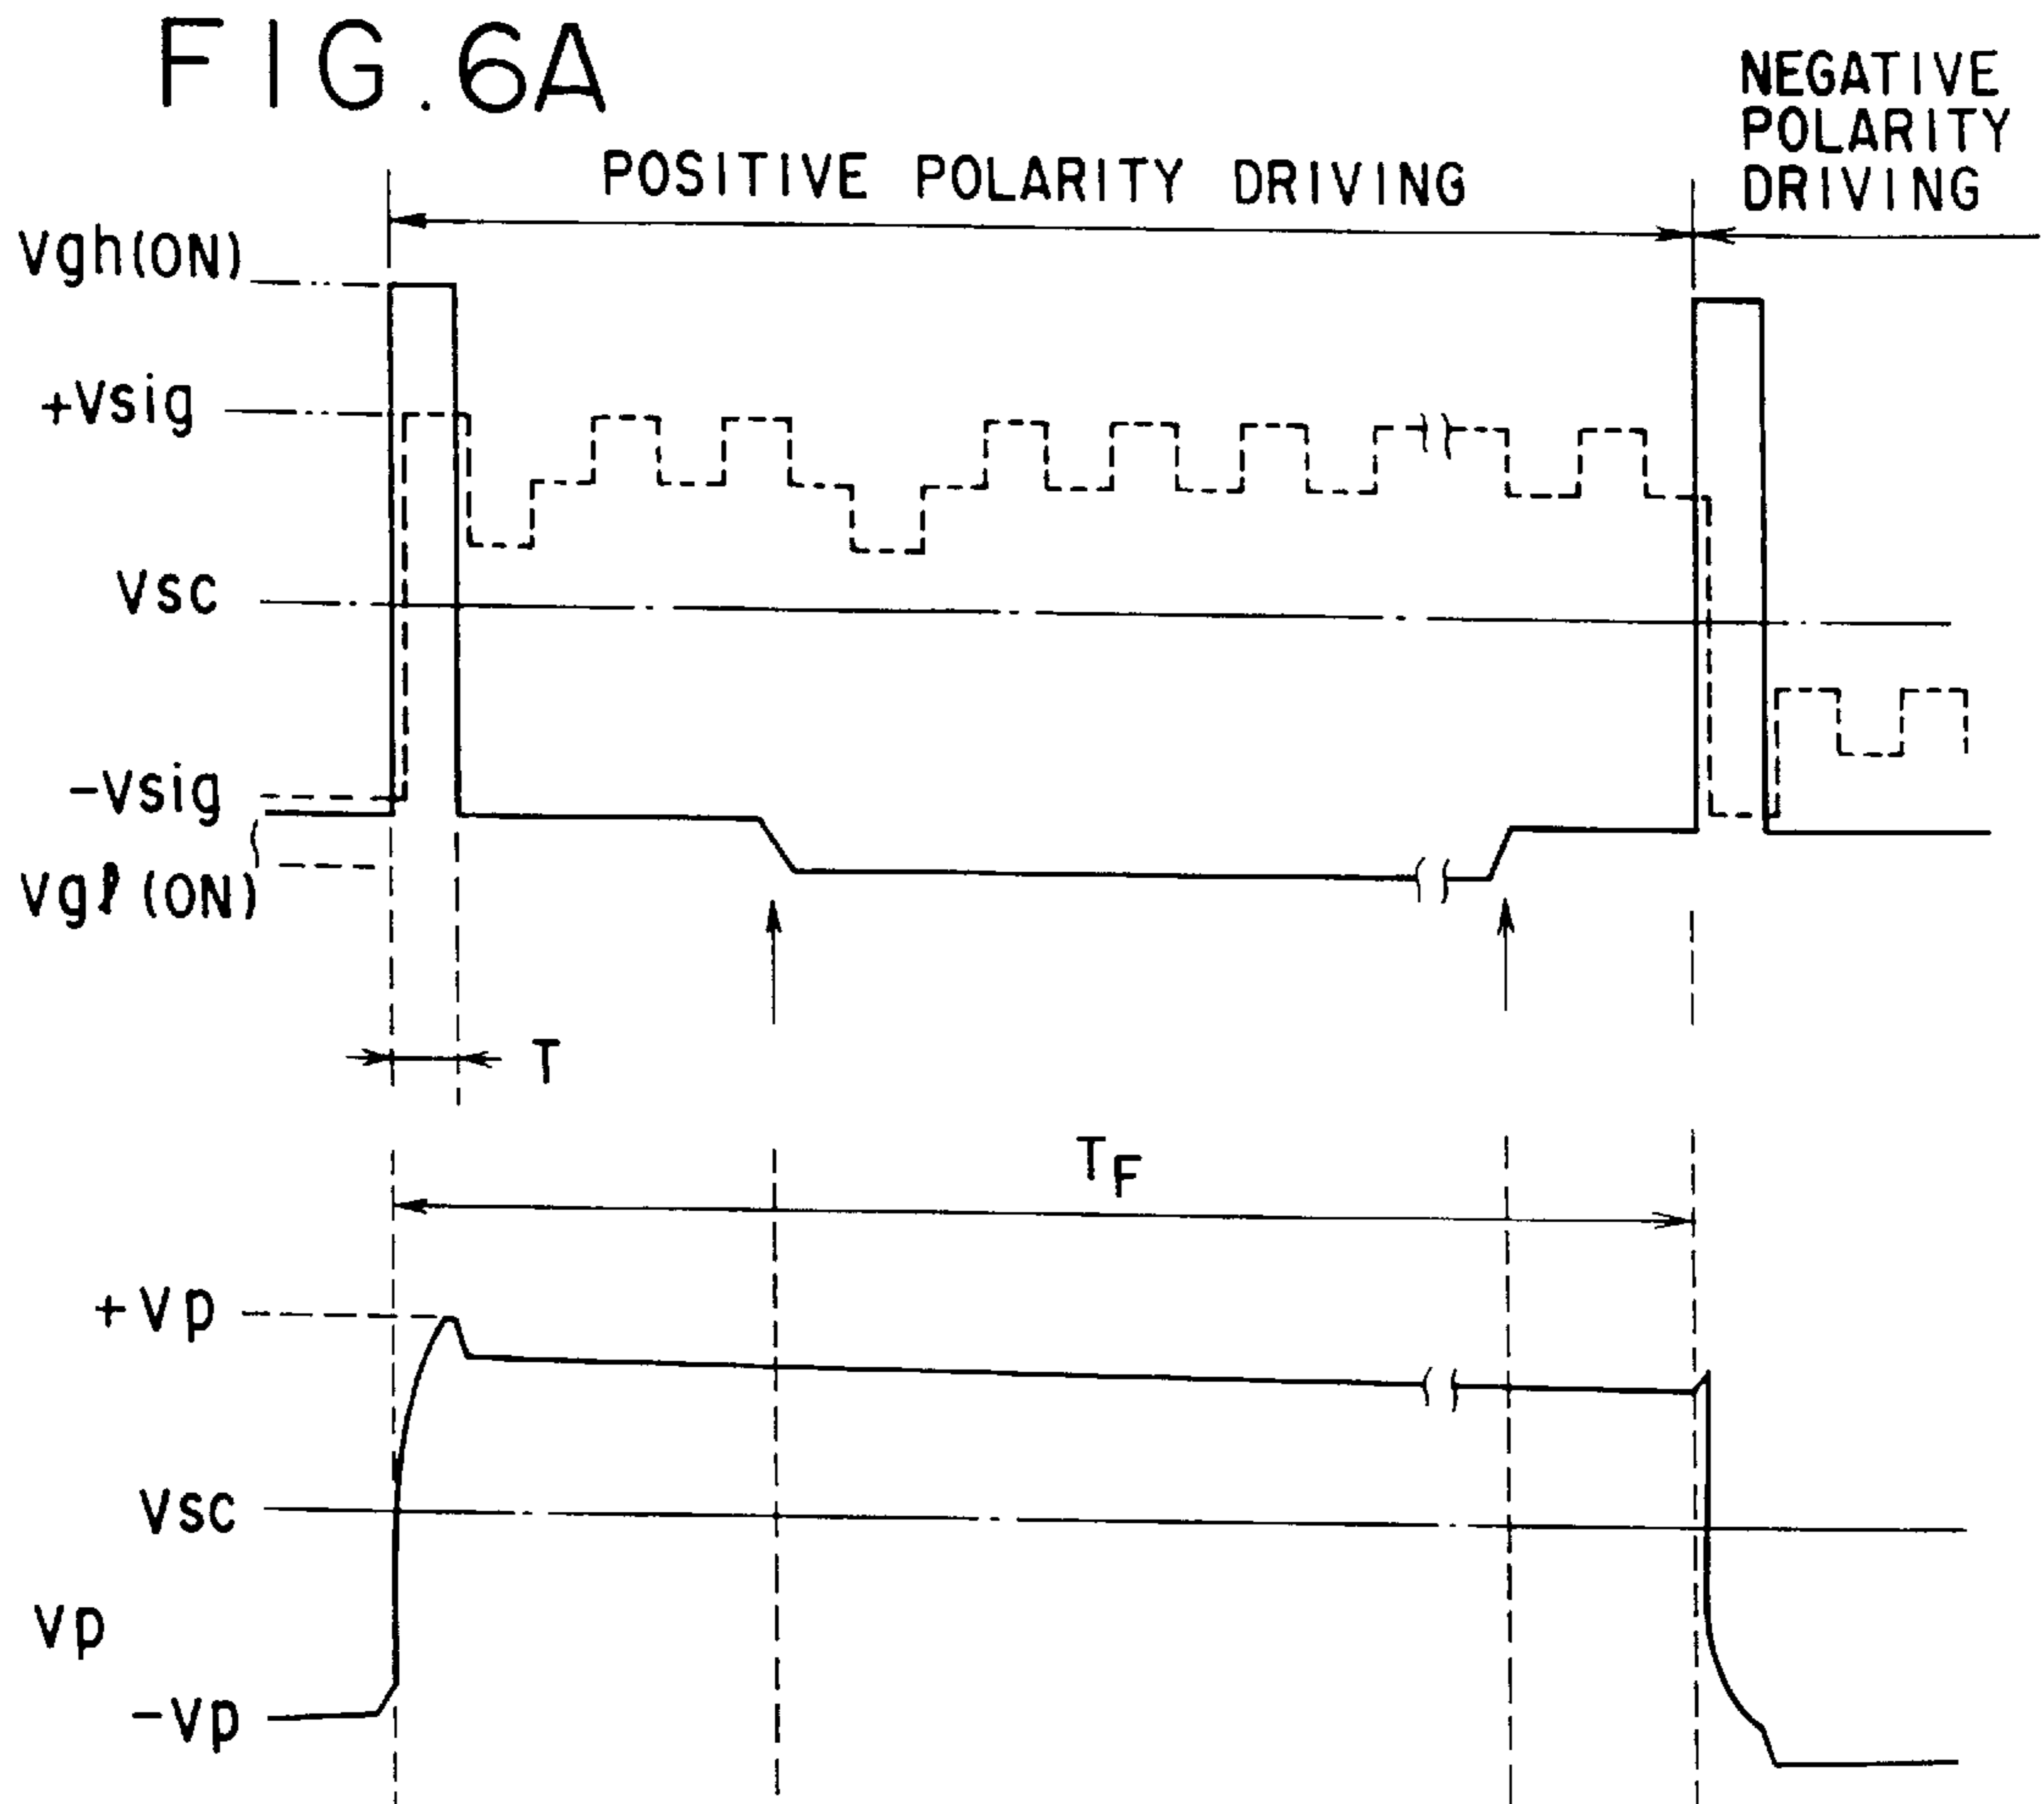 FIG.6A
NEGATIVE
POLARITY
DRIVING
POSITIVE POLARITY DRIVING
Vgh(ON)
+Vsig
Vsc
-Vsig
Vgl(ON)
T
TF
+Vp
Vsc
Vp
-Vp